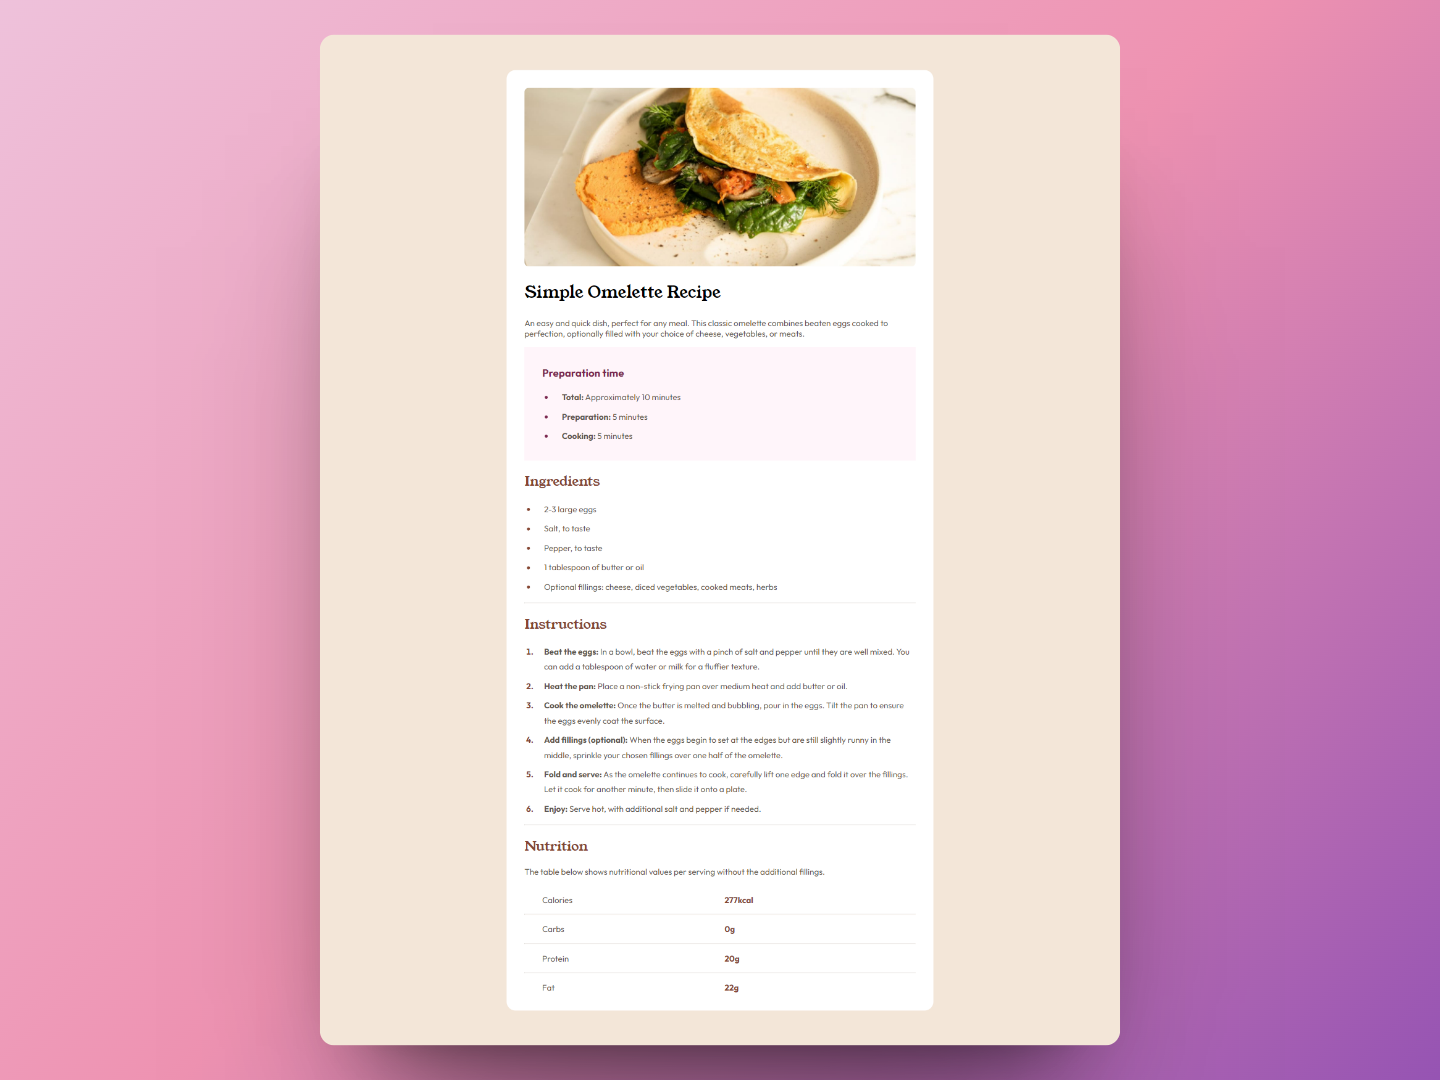 Simple Omelette Recipe
An easy and quick dish, perfect for any meal. This classic omelette combines beaten eggs cooked to
perfection, optionally filled with your choice of cheese, vegetables, or meats.
Preparation time
• Total: Approximately 10 minutes
• Preparation: 5 minutes
• Cooking: 5 minutes
Ingredients
• 2-3 large eggs
• Salt, to taste
• Pepper, to taste
• 1 tablespoon of butter or oil
• Optional fillings: cheese, diced vegetables, cooked meats, herbs
Instructions
1. Beat the eggs: In a bowl, beat the eggs with a pinch of salt and pepper until they are well mixed. You
can add a tablespoon of water or milk for a fluffier texture.
2. Heat the pan: Place a non-stick frying pan over medium heat and add butter or oil.
3. Cook the omelette: Once the butter is melted and bubbling, pour in the eggs. Tilt the pan to ensure
the eggs evenly coat the surface.
4. Add fillings (optional): When the eggs begin to set at the edges but are still slightly runny in the
middle, sprinkle your chosen fillings over one half of the omelette.
5. Fold and serve: As the omelette continues to cook, carefully lift one edge and fold it over the fillings.
Let it cook for another minute, then slide it onto a plate.
6. Enjoy: Serve hot, with additional salt and pepper if needed.
Nutrition
The table below shows nutritional values per serving without the additional fillings.
Calories 277kcal
Carbs 0g
Protein 20g
Fat 22g